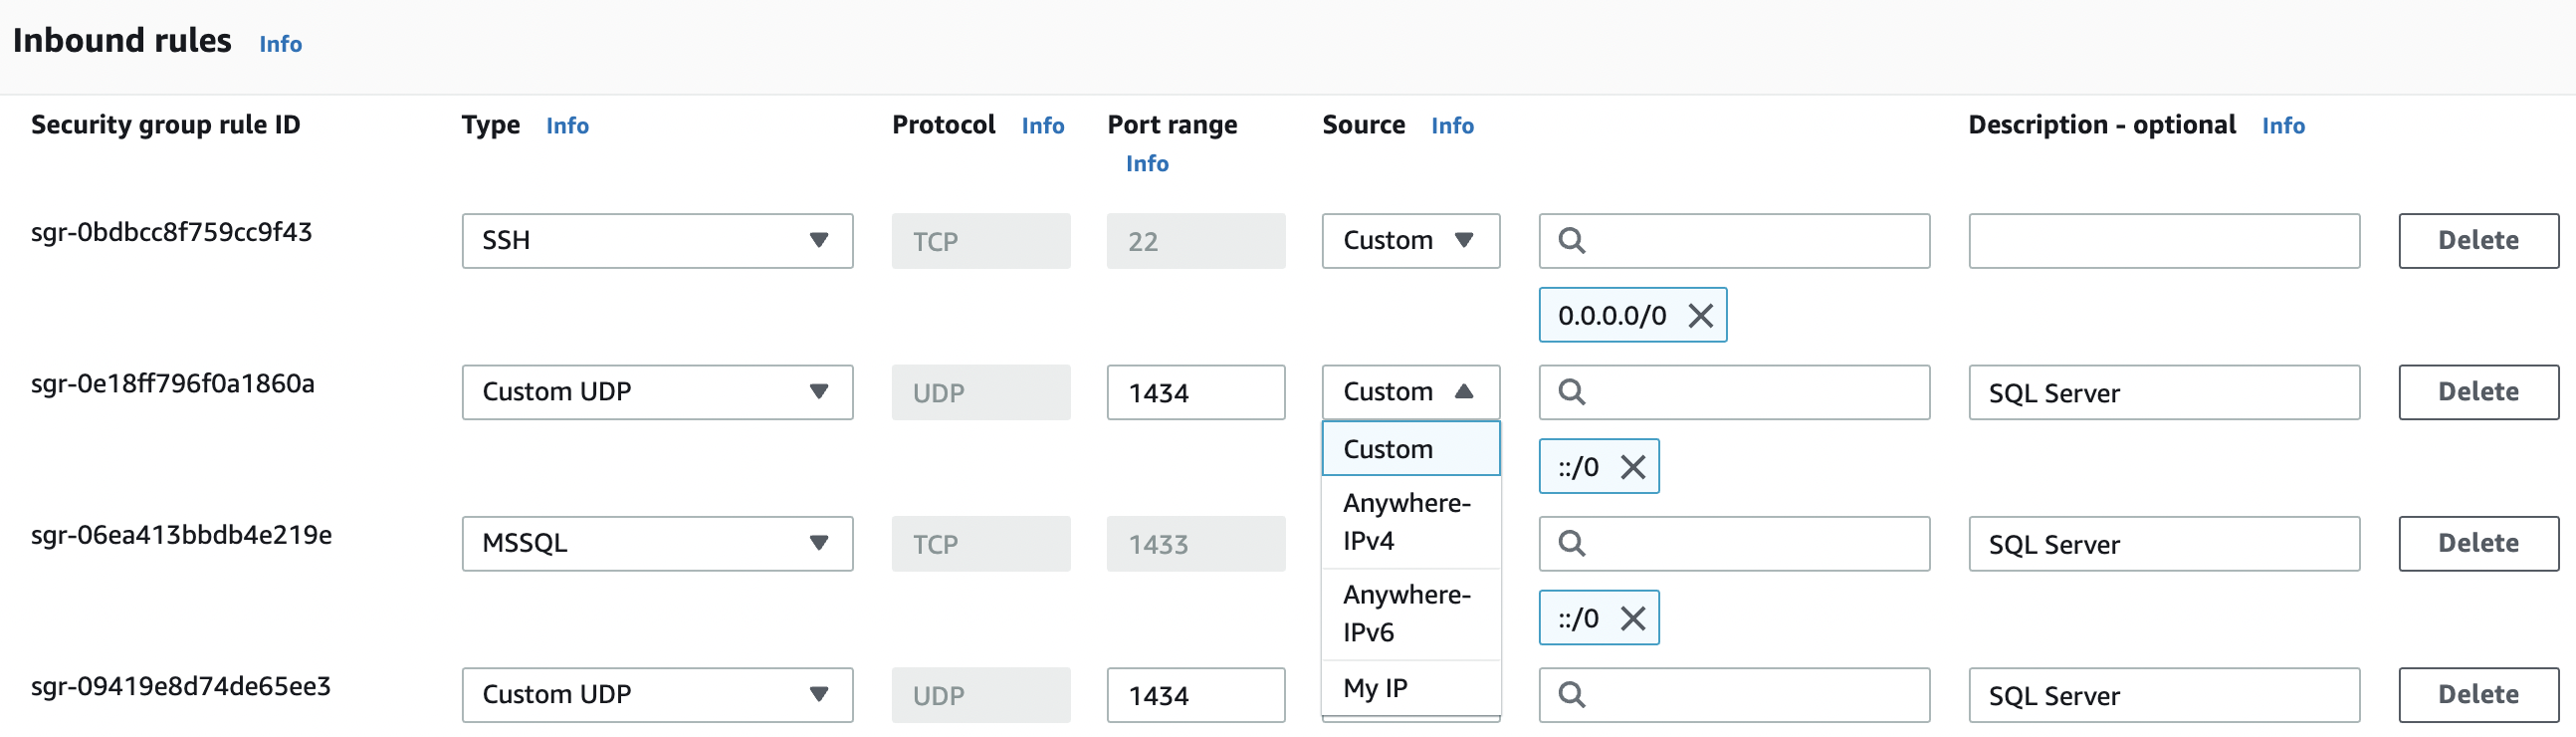 Inbound rules Info
Security group rule ID Type Info Protocol Info Port range Info Source Info Description - optional Info
sgr-0bdbcc8f759cc9f43 SSH TCP 22 Custom Delete
0.0.0.0/0
sgr-0e18ff796f0a1860a Custom UDP UDP 1434 Custom SQL Server Delete
Custom
::/0
Anywhere-
IPv4
sgr-06ea413bbdb4e219e MSSQL TCP 1433 SQL Server Delete
Anywhere-
IPv6
::/0
sgr-09419e8d74de65ee3 Custom UDP UDP 1434 My IP SQL Server Delete